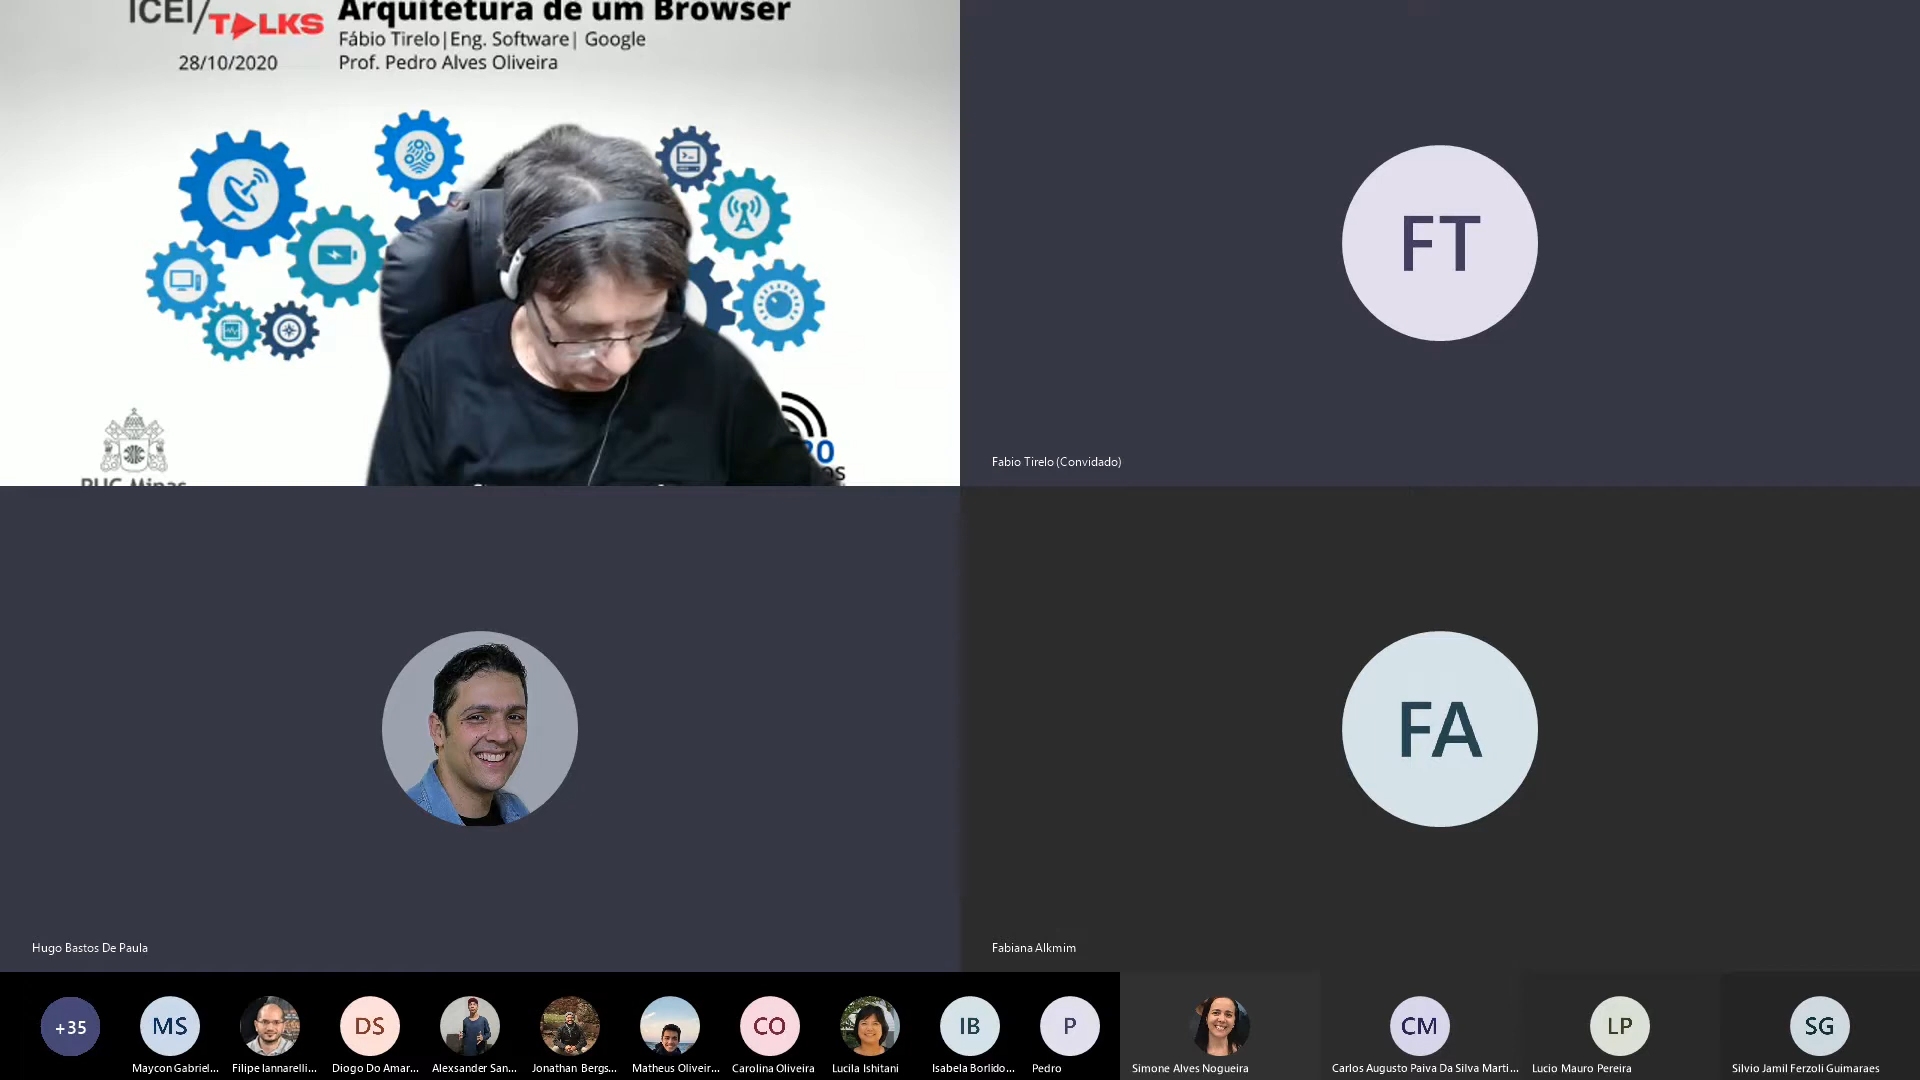 ICEI/TALKS
Arquitetura de um Browser
Fábio Tirelo|Eng. Software| Google
28/10/2020
Prof. Pedro Alves Oliveira
PUC Minas
FT
Fabio Tirelo (Convidado)
Hugo Bastos De Paula
FA
Fabiana Alkmim
+35
MS
Maycon Gabriel...
Filipe Iannarelli...
DS
Diogo Do Amar...
Alexsander San...
Jonathan Bergs...
Matheus Oliveir...
CO
Carolina Oliveira
Lucila Ishitani
IB
Isabela Borlido...
P
Pedro
Simone Alves Nogueira
CM
Carlos Augusto Paiva Da Silva Marti...
LP
Lucio Mauro Pereira
SG
Silvio Jamil Ferzoli Guimaraes